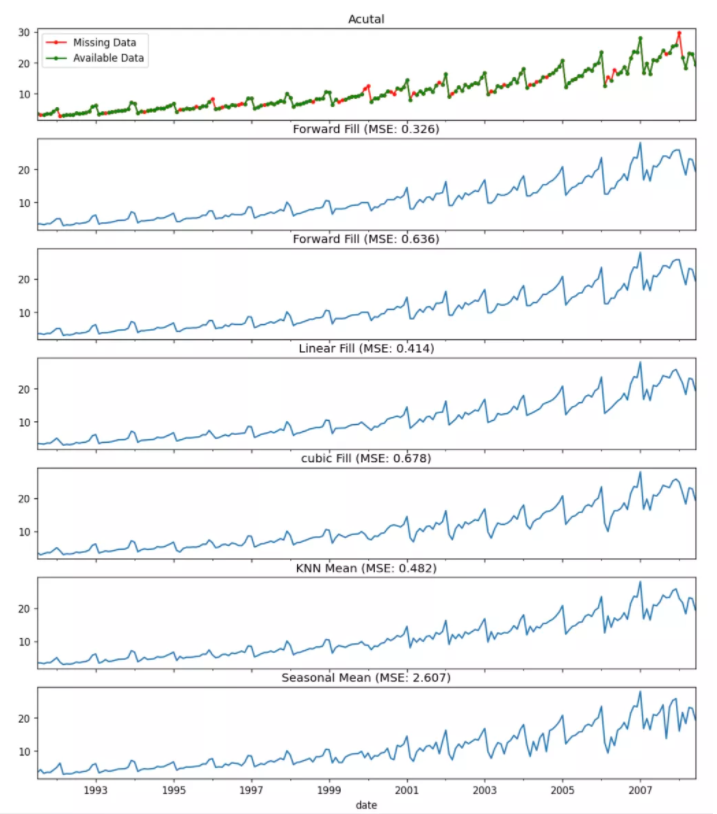 Acutal
30
20
10
Missing Data
Available Data
Forward Fill (MSE: 0.326)
20
10
Forward Fill (MSE: 0.636)
20
10
Linear Fill (MSE: 0.414)
20
10
cubic Fill (MSE: 0.678)
20
10
KNN Mean (MSE: 0.482)
20
10
Seasonal Mean (MSE: 2.607)
20
10
1993 1995 1997 1999 2001 2003 2005 2007
date